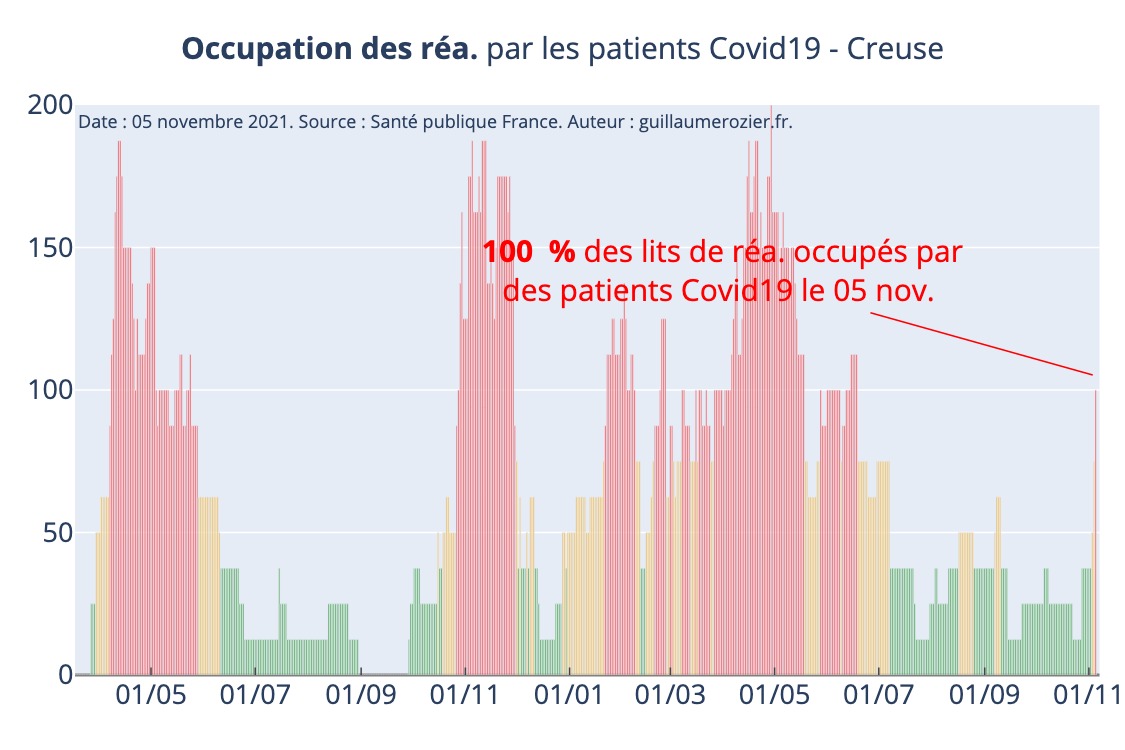 Occupation des réa. par les patients Covid19 - Creuse
200
Date : 05 novembre 2021. Source : Santé publique France. Auteur : guillaumerozier.fr.
150
100 % des lits de réa. occupés par
des patients Covid19 le 05 nov.
100
50
0
01/05 01/07 01/09 01/11 01/01 01/03 01/05 01/07 01/09 01/11